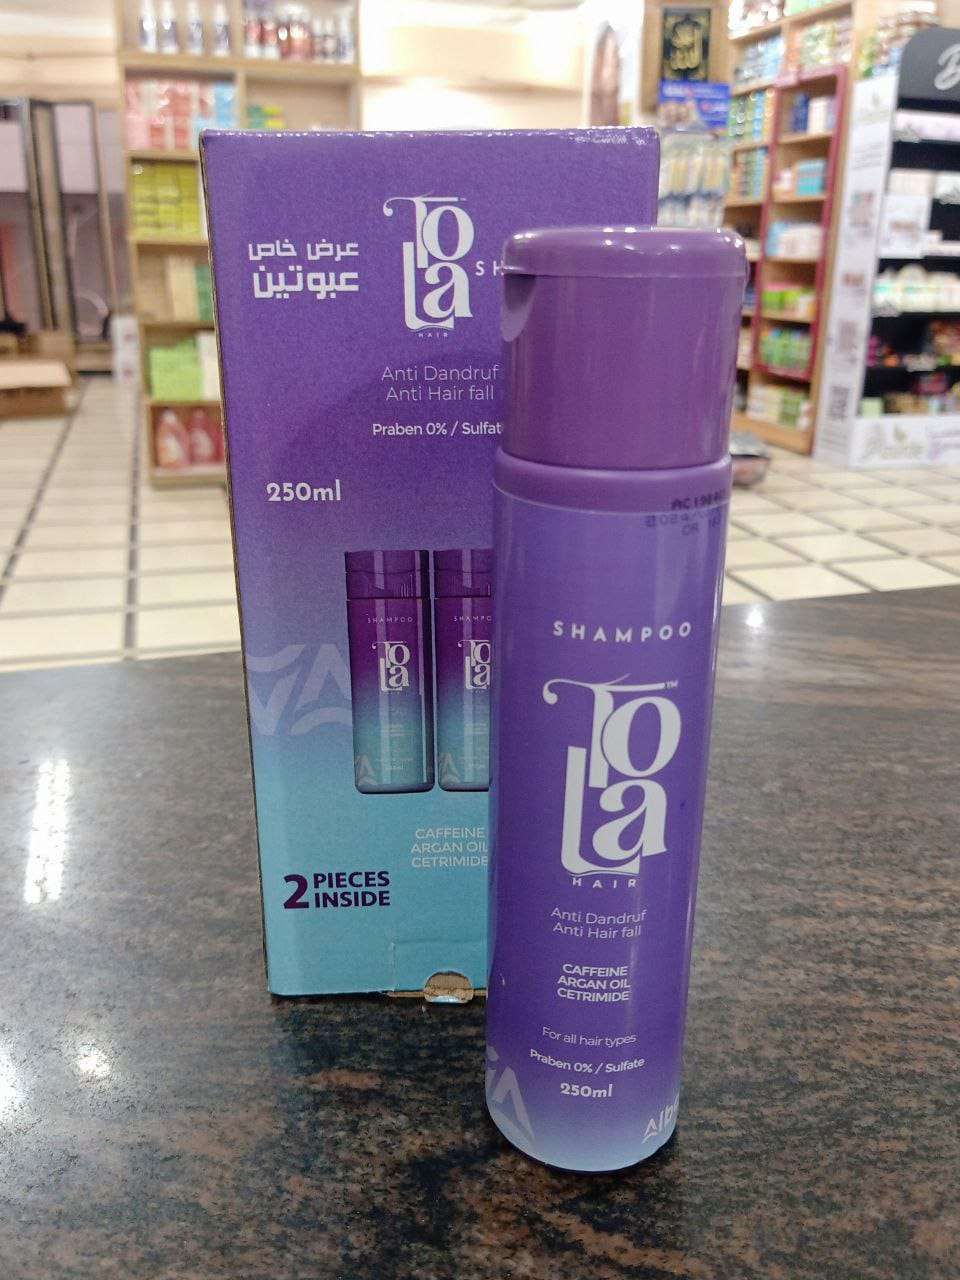 عرض خاص
عبوتين
Tola
HAIR
Anti Dandruf
Anti Hair fall
Praben 0% /
250ml
SHAMPOO
Tola
HAIR
SHAMPOO
Tola
CAFFEINE
ARGAN OIL
CETRIMIDE
2 PIECES
INSIDE
SHAMPOO
Tola™
HAIR
Anti Dandruf
Anti Hair fall
CAFFEINE
ARGAN OIL
CETRIMIDE
For all hair types
Praben 0% / Sulfate
250ml